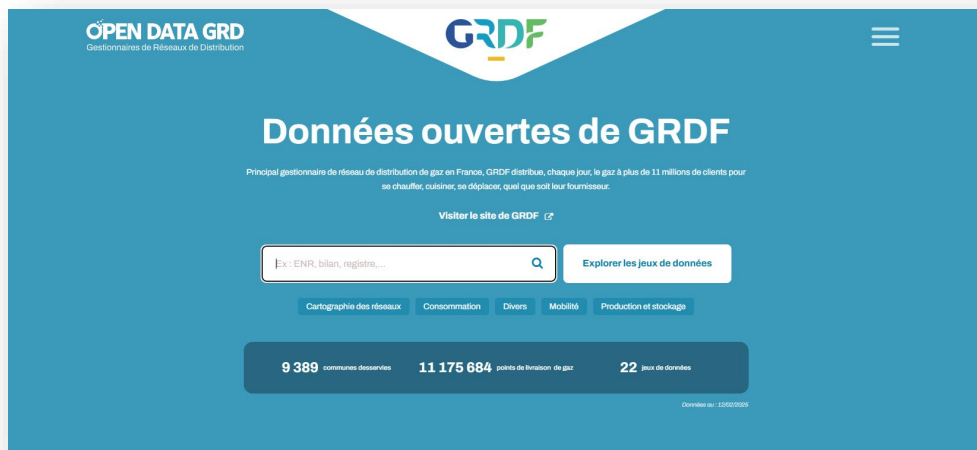 OPEN DATA GRD
Gestionnaires de Réseaux de Distribution
GRDF
Données ouvertes de GRDF
Principal gestionnaire de réseau de distribution de gaz en France, GRDF distribue, chaque jour, le gaz à plus de 11 millions de clients pour
se chauffer, cuisiner, se déplacer, quel que soit leur fournisseur.
Visiter le site de GRDF
Ex : ENR, bilan, registre,...
Explorer les jeux de données
Cartographie des réseaux Consommation Divers Mobilité Production et stockage
9 389 communes desservies 11 175 684 points de livraison de gaz 22 jeux de données
Données au : 12/02/2025